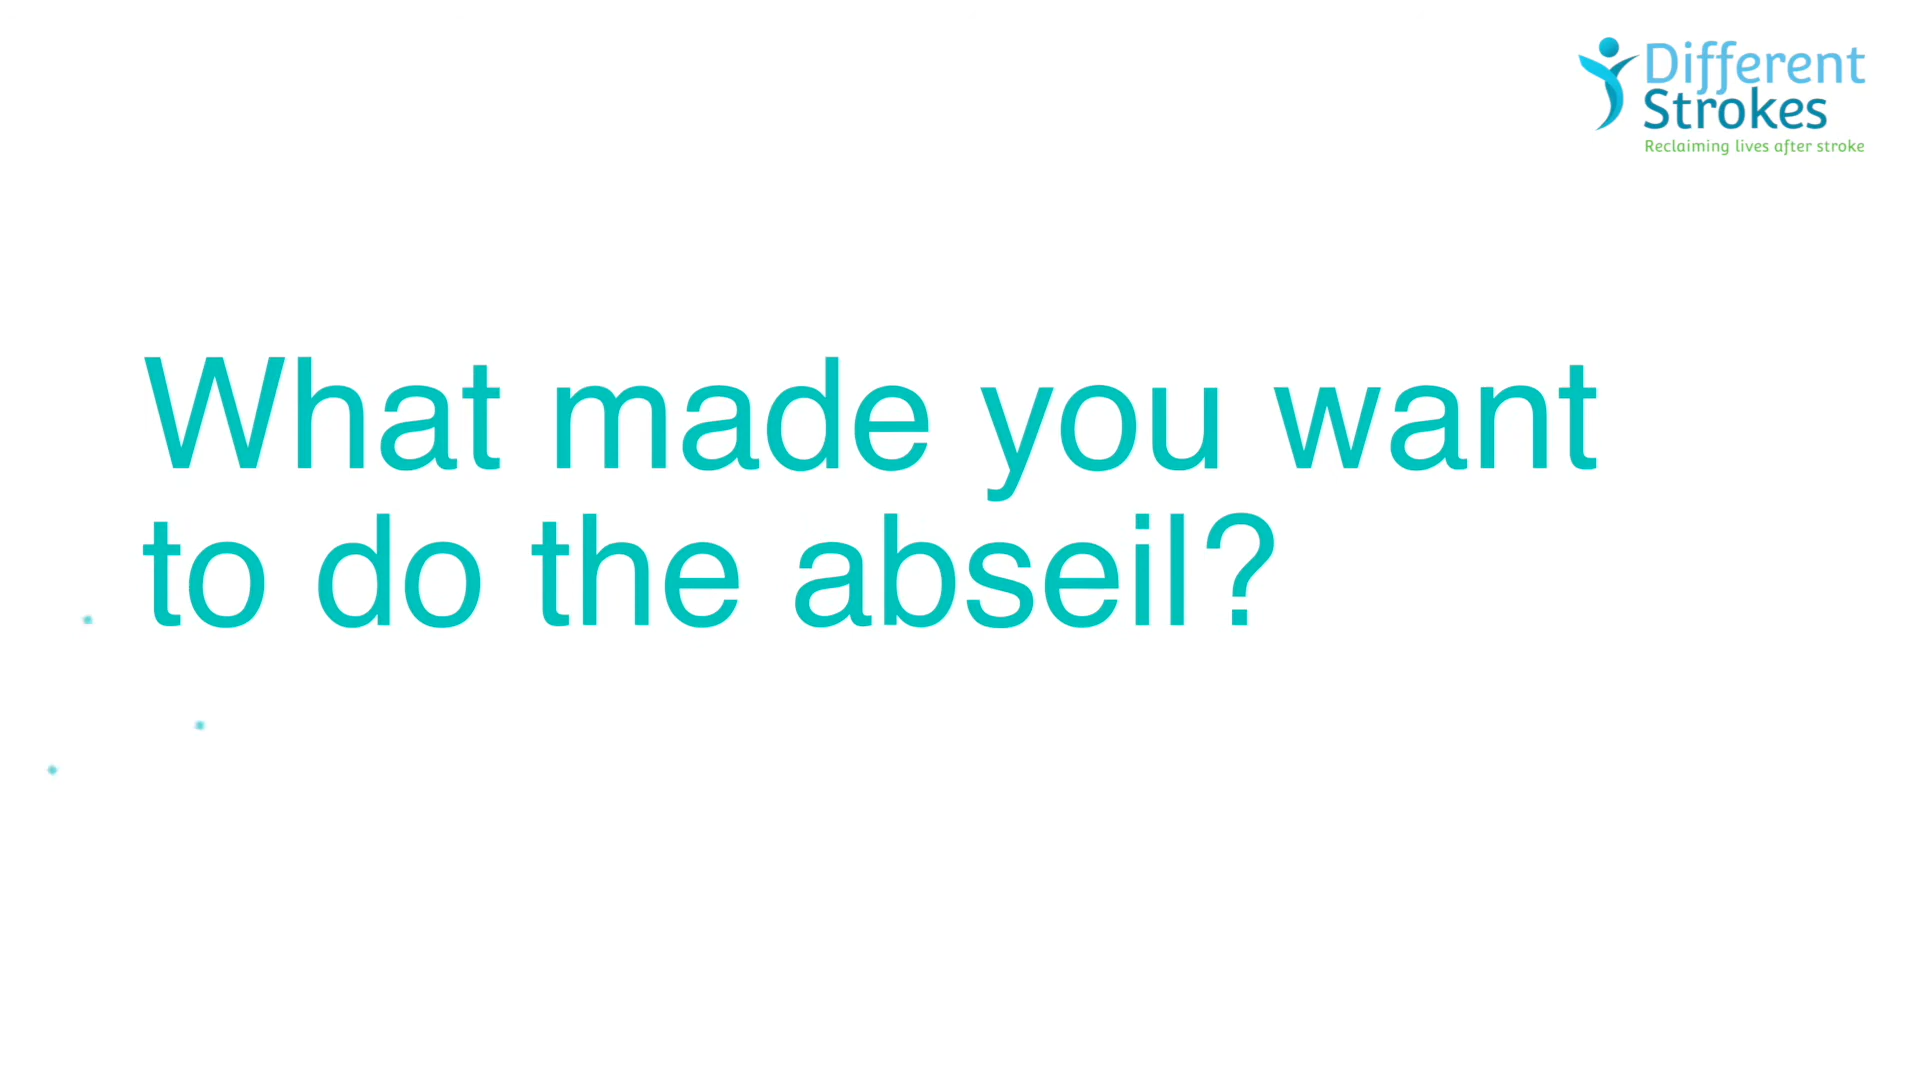 Different
Strokes
Reclaiming lives after stroke
What made you want
to do the abseil?